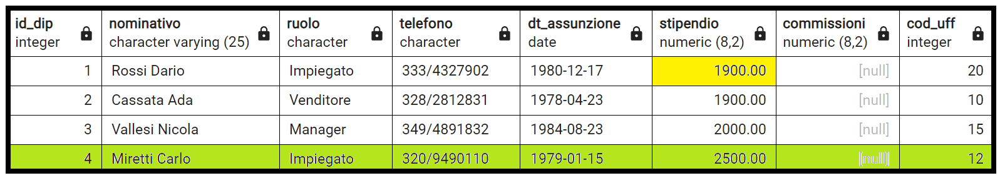 id_dip nominativo ruolo telefono dt_assunzione stipendio commissioni cod_uff
integer character varying (25) character character date numeric (8,2) numeric (8,2) integer
1 Rossi Dario Impiegato 333/4327902 1980-12-17 1900.00 [null] 20
2 Cassata Ada Venditore 328/2812831 1978-04-23 1900.00 [null] 10
3 Vallesi Nicola Manager 349/4891832 1984-08-23 2000.00 [null] 15
4 Miretti Carlo Impiegato 320/9490110 1979-01-15 2500.00 [null] 12